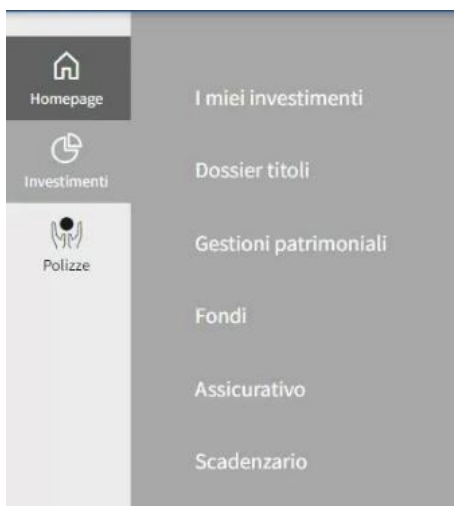 Homepage
Investimenti
Polizze
I miei investimenti
Dossier titoli
Gestioni patrimoniali
Fondi
Assicurativo
Scadenzario